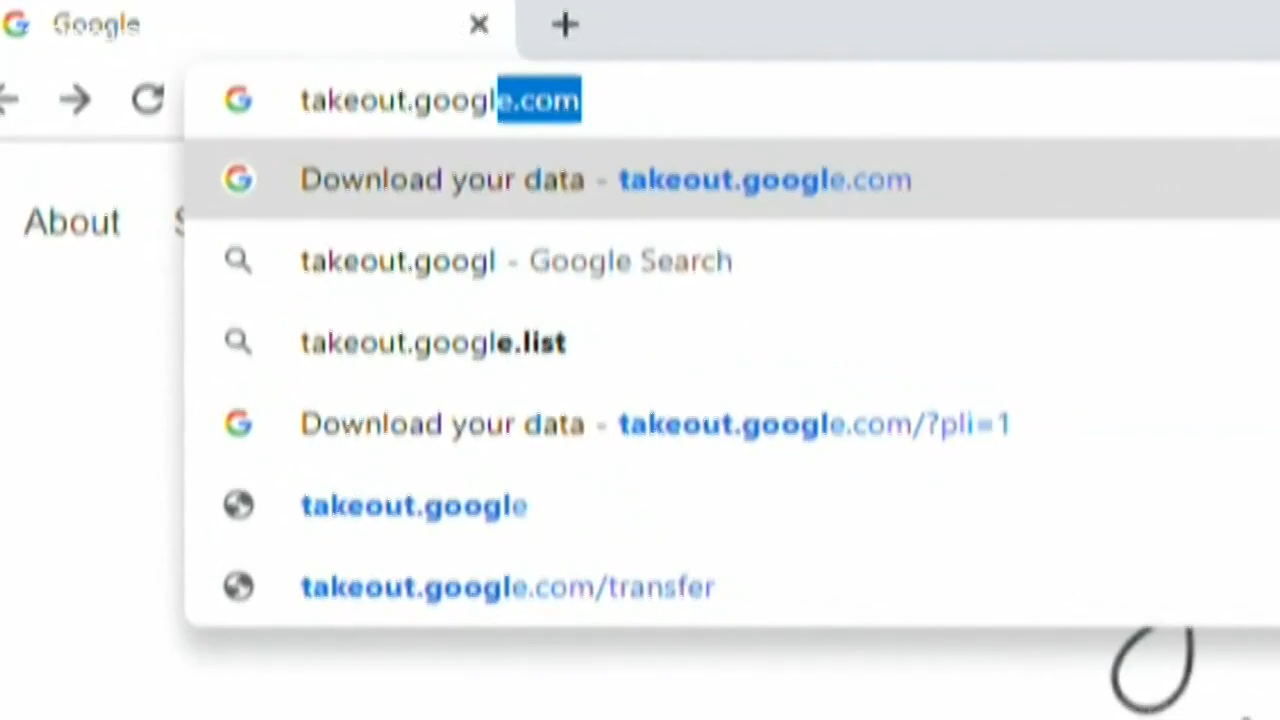 Google
takeout.google.com
Download your data - takeout.google.com
About
takeout.googl - Google Search
takeout.google.list
Download your data - takeout.google.com/?pli=1
takeout.google
takeout.google.com/transfer